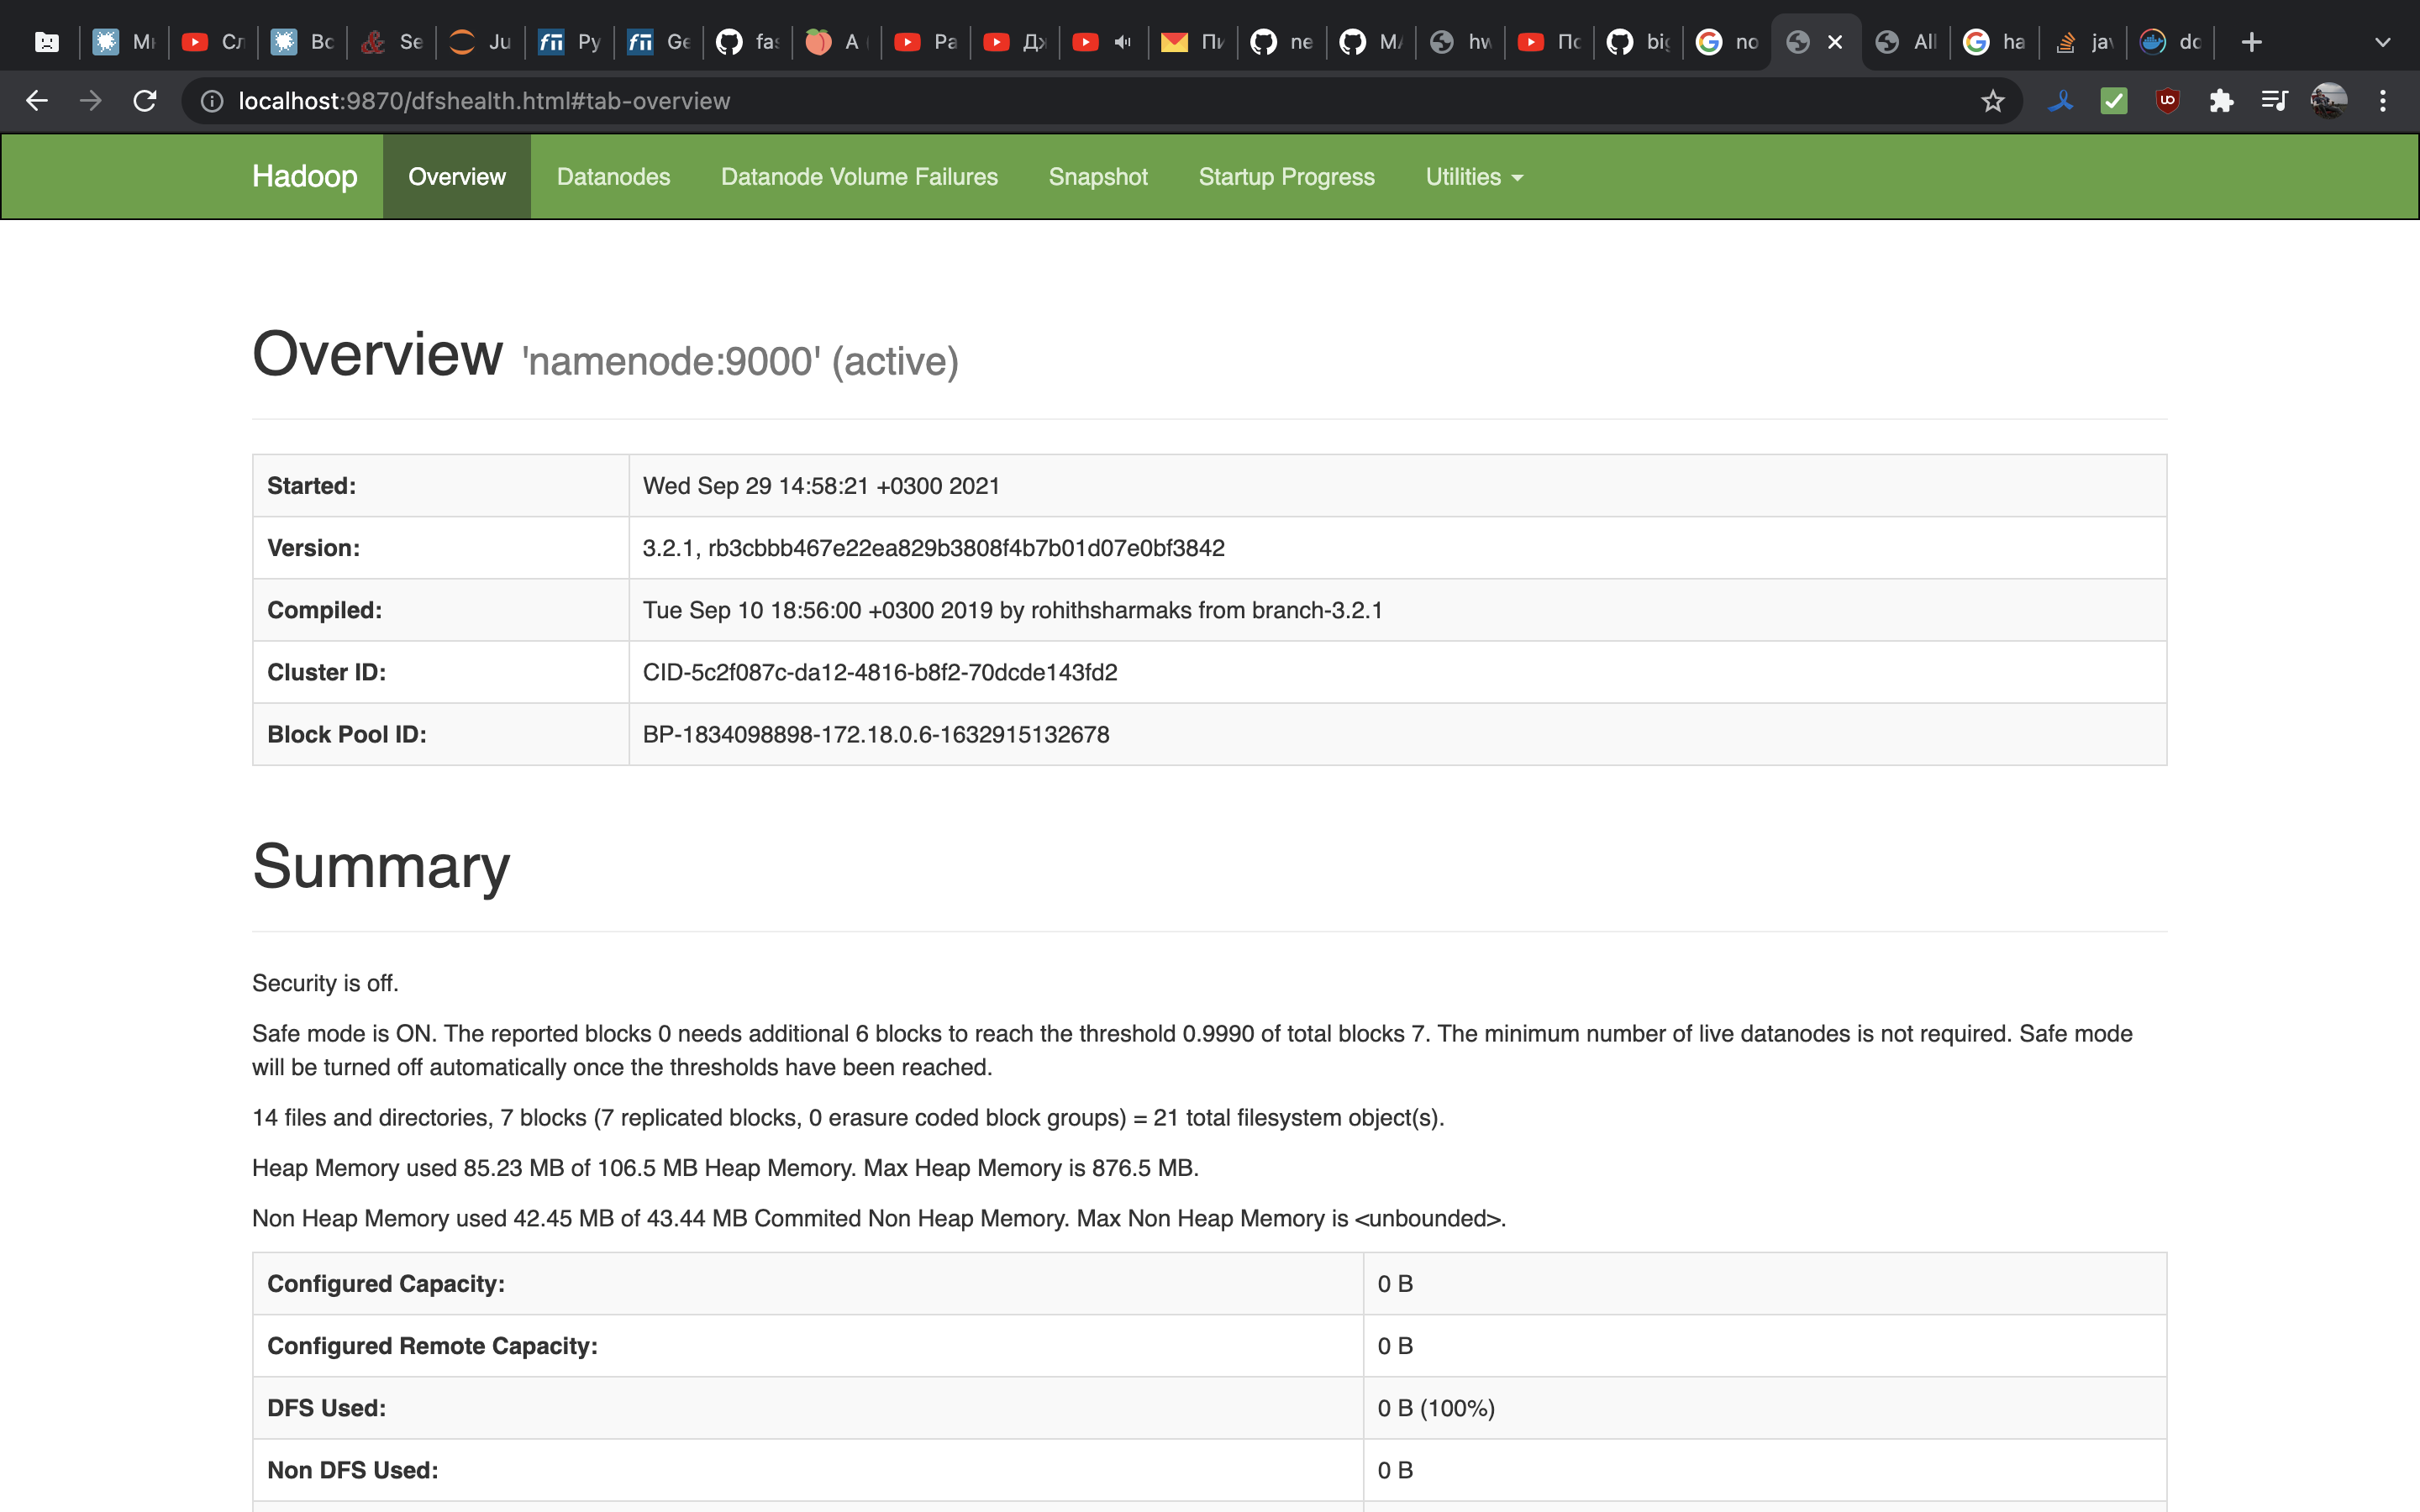 Се Ju Py Ge fas A Pa ne hw big no All ha jav do
localhost:9870/dfshealth.html#tab-overview
Hadoop Overview Datanodes Datanode Volume Failures Snapshot Startup Progress Utilities
Overview 'namenode:9000' (active)
Started: Wed Sep 29 14:58:21 +0300 2021
Version: 3.2.1, rb3cbbb467e22ea829b3808f4b7b01d07e0bf3842
Compiled: Tue Sep 10 18:56:00 +0300 2019 by rohithsharmaks from branch-3.2.1
Cluster ID: CID-5c2f087c-da12-4816-b8f2-70dcde143fd2
Block Pool ID: BP-1834098898-172.18.0.6-1632915132678
Summary
Security is off.
Safe mode is ON. The reported blocks 0 needs additional 6 blocks to reach the threshold 0.9990 of total blocks 7. The minimum number of live datanodes is not required. Safe mode
will be turned off automatically once the thresholds have been reached.
14 files and directories, 7 blocks (7 replicated blocks, 0 erasure coded block groups) = 21 total filesystem object(s).
Heap Memory used 85.23 MB of 106.5 MB Heap Memory. Max Heap Memory is 876.5 MB.
Non Heap Memory used 42.45 MB of 43.44 MB Commited Non Heap Memory. Max Non Heap Memory is <unbounded>.
Configured Capacity: 0 B
Configured Remote Capacity: 0 B
DFS Used: 0 B (100%)
Non DFS Used: 0 B